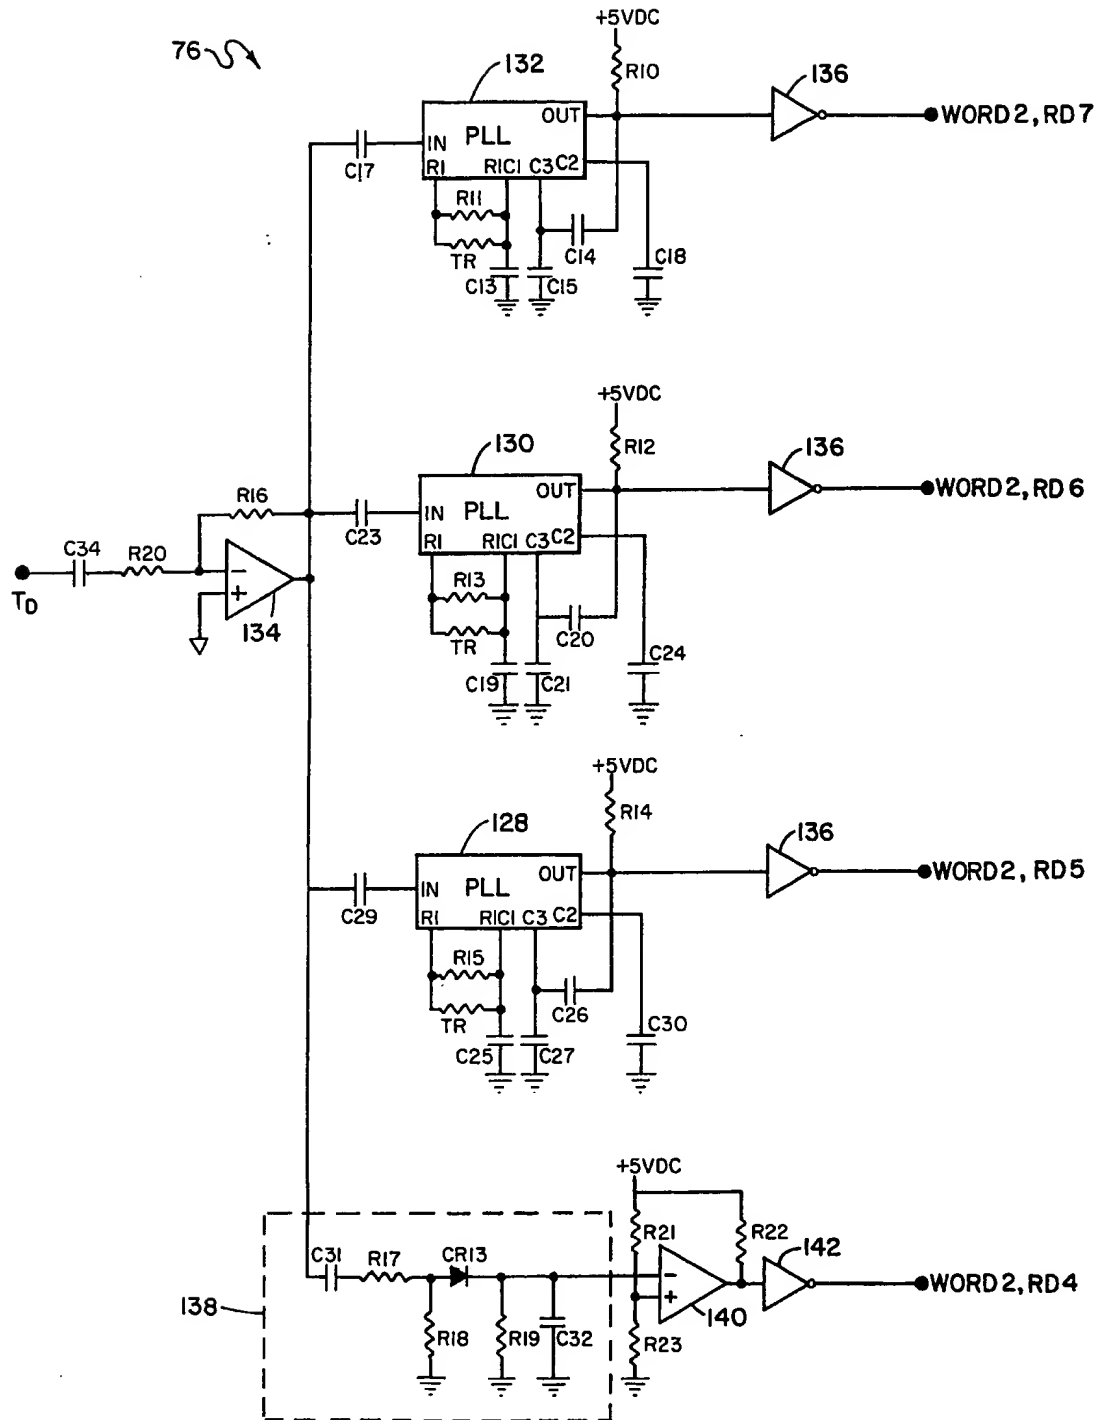 76
+5VDC
R10
132
136
OUT
PLL
IN
R1
R1C1
C3
C2
WORD 2, RD7
C17
R11
TR
C13
C14
C15
C18
+5VDC
R12
130
136
OUT
PLL
IN
R1
R1C1
C3
C2
WORD 2, RD6
R16
C23
C34
R20
TD
134
R13
TR
C19
C20
C21
C24
+5VDC
R14
128
136
OUT
PLL
IN
R1
R1C1
C3
C2
WORD 2, RD5
C29
R15
TR
C25
C26
C27
C30
+5VDC
138
C31
R17
CR13
R18
R19
C32
R21
R22
R23
140
142
WORD 2, RD4
-
+
-
+